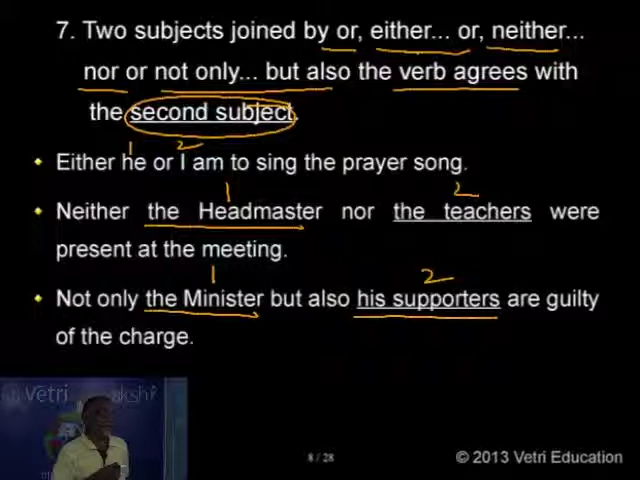 7. Two subjects joined by or, either... or, neither...
nor or not only... but also the verb agrees with
the second subject.
1 2
• Either he or I am to sing the prayer song.
1 2
• Neither the Headmaster nor the teachers were
present at the meeting.
1 2
• Not only the Minister but also his supporters are guilty
of the charge.
Vetri
8 / 28
© 2013 Vetri Education